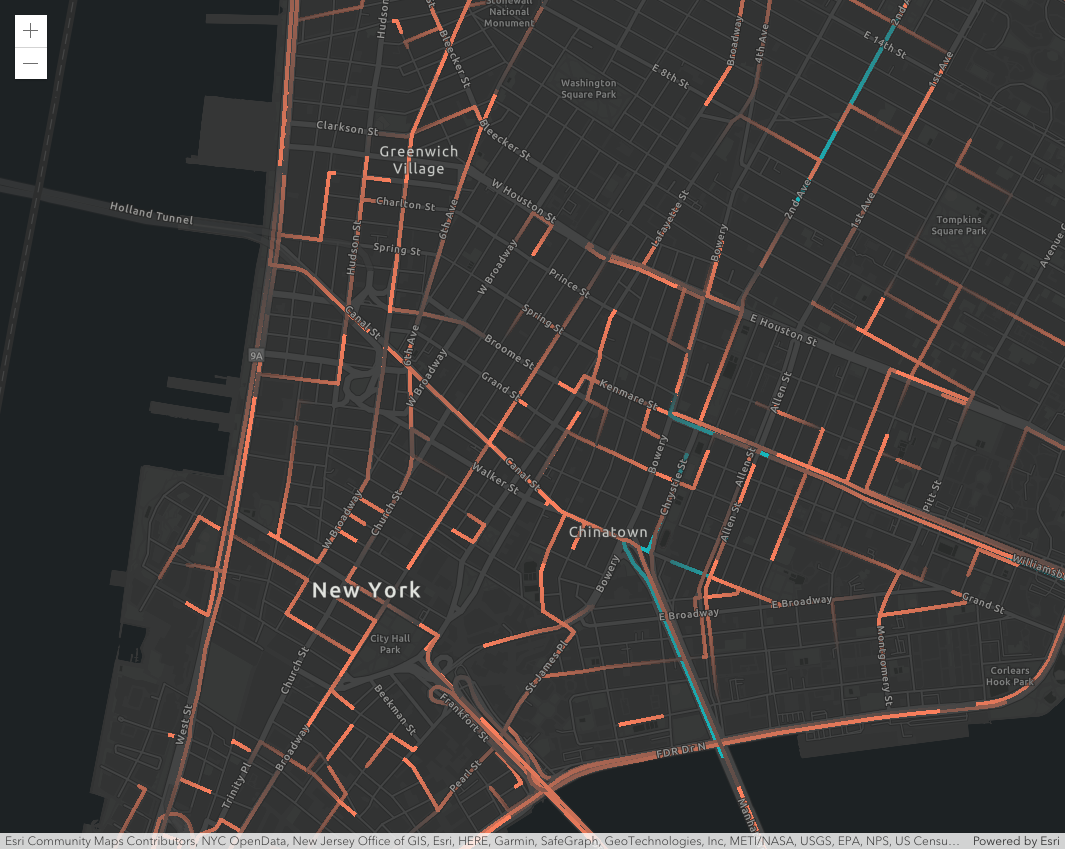 Stonewall
National
Monument
Hudson
Bleecker St
Broadway
4th Ave
2nd Ave
E 14th St
1st Ave
E 8th St
Washington
Square Park
Clarkson St
Greenwich
Village
Bleecker St
W Houston St
Holland Tunnel
Charlton St
6th Ave
Lafayette St
2nd Ave
1st Ave
Tompkins
Square Park
Avenue C
Hudson St
Spring St
W Broadway
Bowery
Prince St
Canal St
Spring St
E Houston St
9A
6th Ave
W Broadway
Broome St
Grand St
Kenmare St
Allen St
Walker St
Canal St
Bowery
Chrystie St
Allen St
Pitt St
W Broadway
Church St
Allen St
Chinatown
New York
Bowery
E Broadway
E Broadway
Grand St
City Hall
Park
Church St
St James Pl
Montgomery St
Corlears
Hook Park
Beekman St
Frankfort St
West St
Broadway
FDR Dr N
Trinity Pl
Pearl St
Esri Community Maps Contributors, NYC OpenData, New Jersey Office of GIS, Esri, HERE, Garmin, SafeGraph, GeoTechnologies, Inc, METI/NASA, USGS, EPA, NPS, US Censu…
Powered by Esri